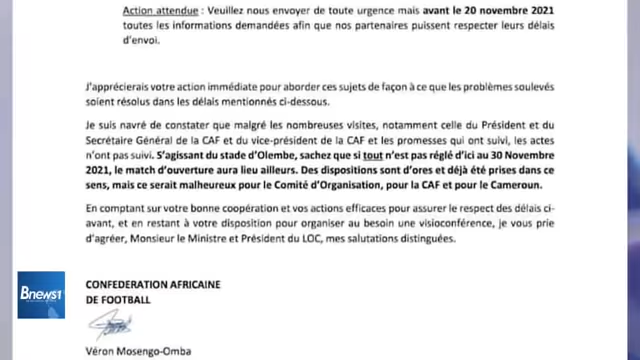 Action attendue : Veuillez nous envoyer de toute urgence mais avant le 20 novembre 2021
toutes les informations demandées afin que nos partenaires puissent respecter leurs délais
d'envoi.
J'apprécierais votre action immédiate pour aborder ces sujets de façon à ce que les problèmes soulevés
soient résolus dans les délais mentionnés ci-dessous.
Je suis navré de constater que malgré les nombreuses visites, notamment celle du Président et du
Secrétaire Général de la CAF et du vice-président de la CAF et les promesses qui ont suivi, les actes
n'ont pas suivi. S'agissant du stade d'Olembe, sachez que si tout n'est pas réglé d'ici au 30 Novembre
2021, le match d'ouverture aura lieu ailleurs. Des dispositions sont d'ores et déjà été prises dans ce
sens, mais ce serait malheureux pour le Comité d'Organisation, pour la CAF et pour le Cameroun.
En comptant sur votre bonne coopération et vos actions efficaces pour assurer le respect des délais ci-
avant, et en restant à votre disposition pour organiser au besoin une visioconférence, je vous prie
d'agréer, Monsieur le Ministre et Président du LOC, mes salutations distinguées.
Bnews1
CONFEDERATION AFRICAINE
DE FOOTBALL
Véron Mosengo-Omba